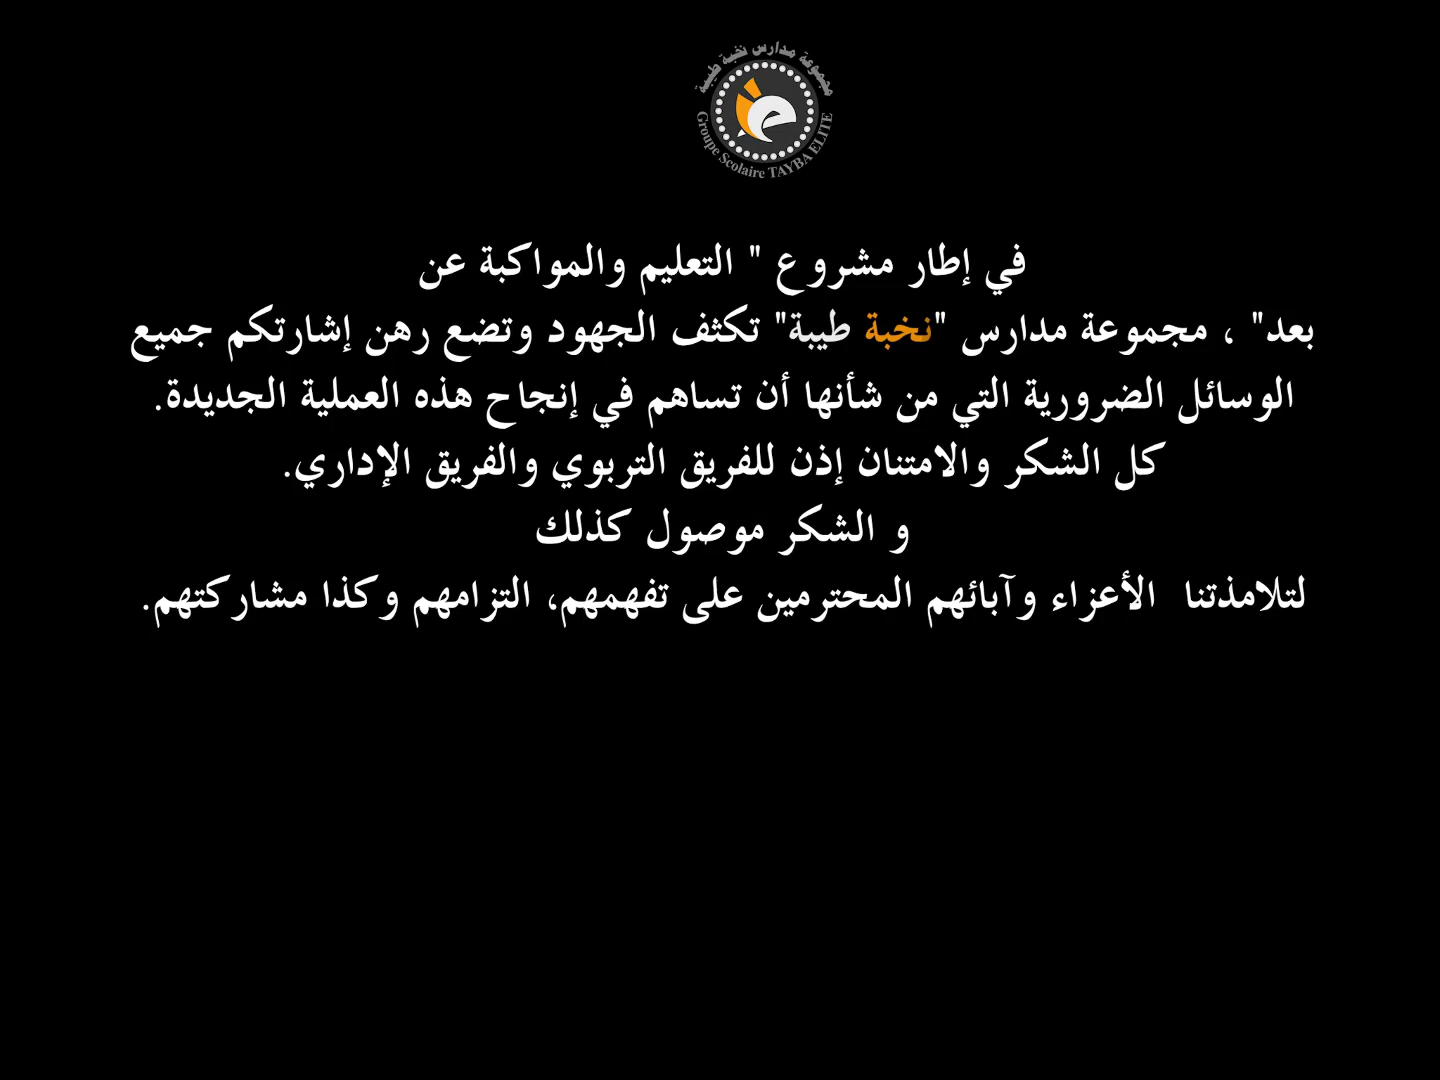 مجموعة مدارس نخبة طيبة
Groupe Scolaire TAYBA ELITE
في إطار مشروع " التعليم والمواكبة عن
بعد" ، مجموعة مدارس "نخبة طيبة" تكثف الجهود وتضع رهن إشارتكم جميع
الوسائل الضرورية التي من شأنها أن تساهم في إنجاح هذه العملية الجديدة.
كل الشكر والامتنان إذن للفريق التربوي والفريق الإداري.
و الشكر موصول كذلك
لتلامذتنا  الأعزاء وآبائهم المحترمين على تفهمهم، التزامهم وكذا مشاركتهم.